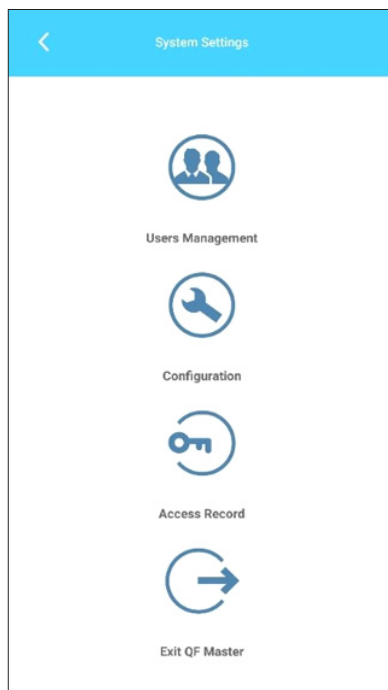 System Settings
Users Management
Configuration
Access Record
Exit QF Master